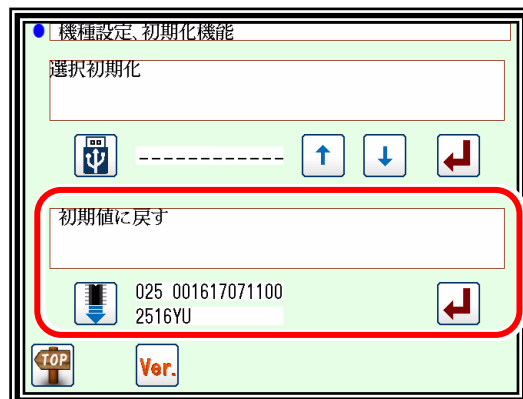 機種設定、初期化機能
選択初期化
------------
初期値に戻す
025 001617071100
2516YU
TOP
Ver.